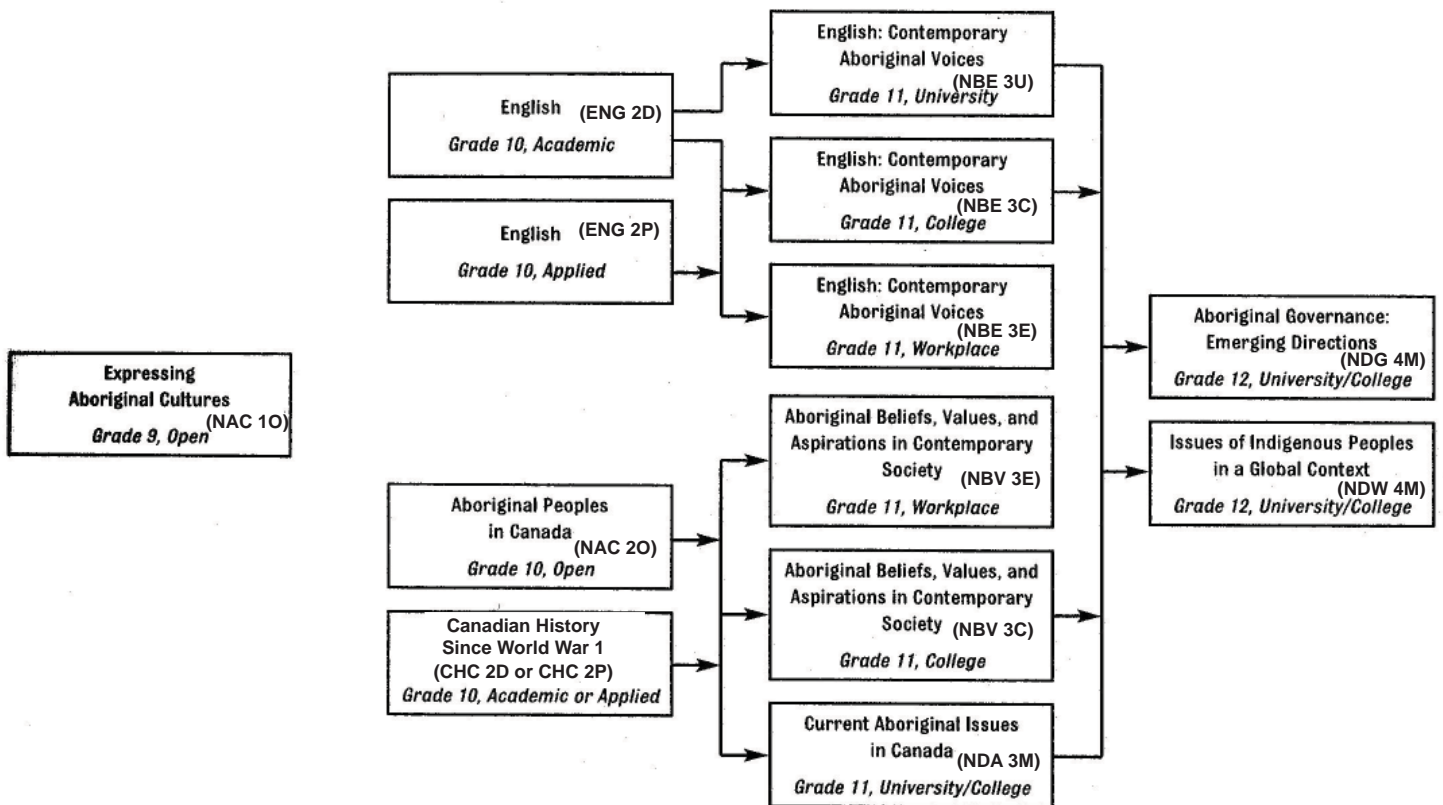 English: Contemporary
Aboriginal Voices
(NBE 3U)
Grade 11, University
English (ENG 2D)
Grade 10, Academic
English: Contemporary
Aboriginal Voices
(NBE 3C)
Grade 11, College
English (ENG 2P)
Grade 10, Applied
English: Contemporary
Aboriginal Voices
(NBE 3E)
Grade 11, Workplace
Aboriginal Governance:
Emerging Directions
(NDG 4M)
Grade 12, University/College
Expressing
Aboriginal Cultures
(NAC 1O)
Grade 9, Open
Aboriginal Beliefs, Values, and
Aspirations in Contemporary
Society (NBV 3E)
Grade 11, Workplace
Issues of Indigenous Peoples
in a Global Context
(NDW 4M)
Grade 12, University/College
Aboriginal Peoples
in Canada
(NAC 2O)
Grade 10, Open
Aboriginal Beliefs, Values, and
Aspirations in Contemporary
Society (NBV 3C)
Grade 11, College
Canadian History
Since World War 1
(CHC 2D or CHC 2P)
Grade 10, Academic or Applied
Current Aboriginal Issues
in Canada (NDA 3M)
Grade 11, University/College